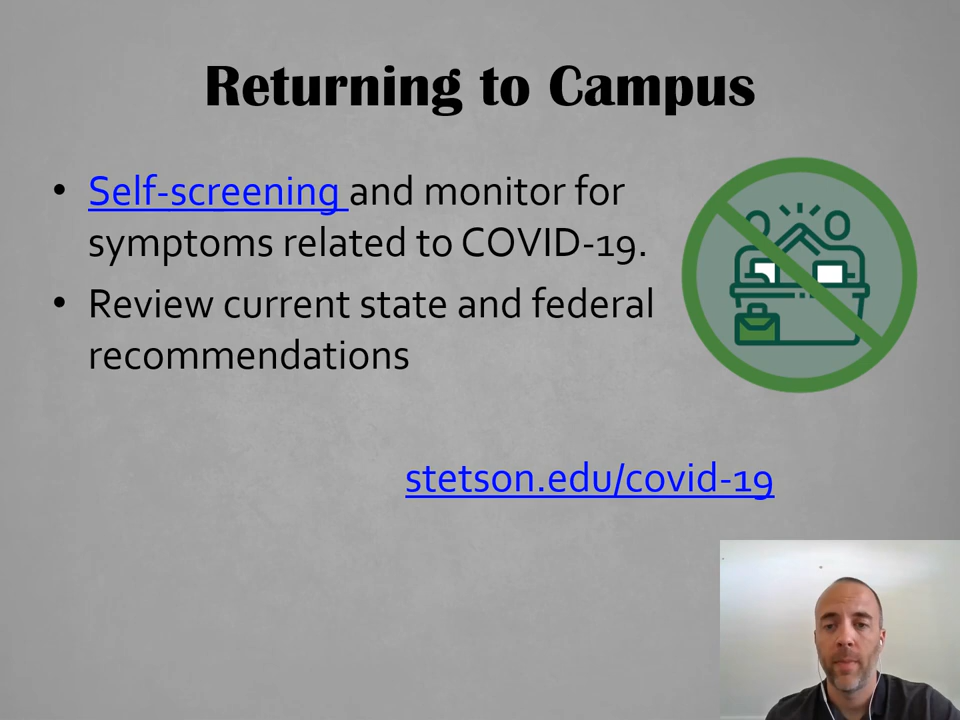 Returning to Campus
• Self-screening and monitor for
symptoms related to COVID-19.
• Review current state and federal
recommendations
stetson.edu/covid-19